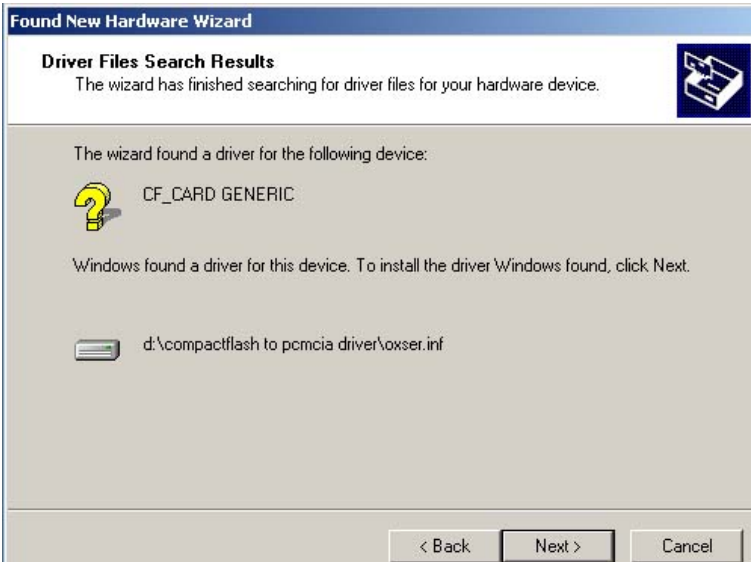 Found New Hardware Wizard
Driver Files Search Results
The wizard has finished searching for driver files for your hardware device.
The wizard found a driver for the following device:
CF_CARD GENERIC
Windows found a driver for this device. To install the driver Windows found, click Next.
d:\compactflash to pcmcia driver\oxser.inf
< Back Next > Cancel